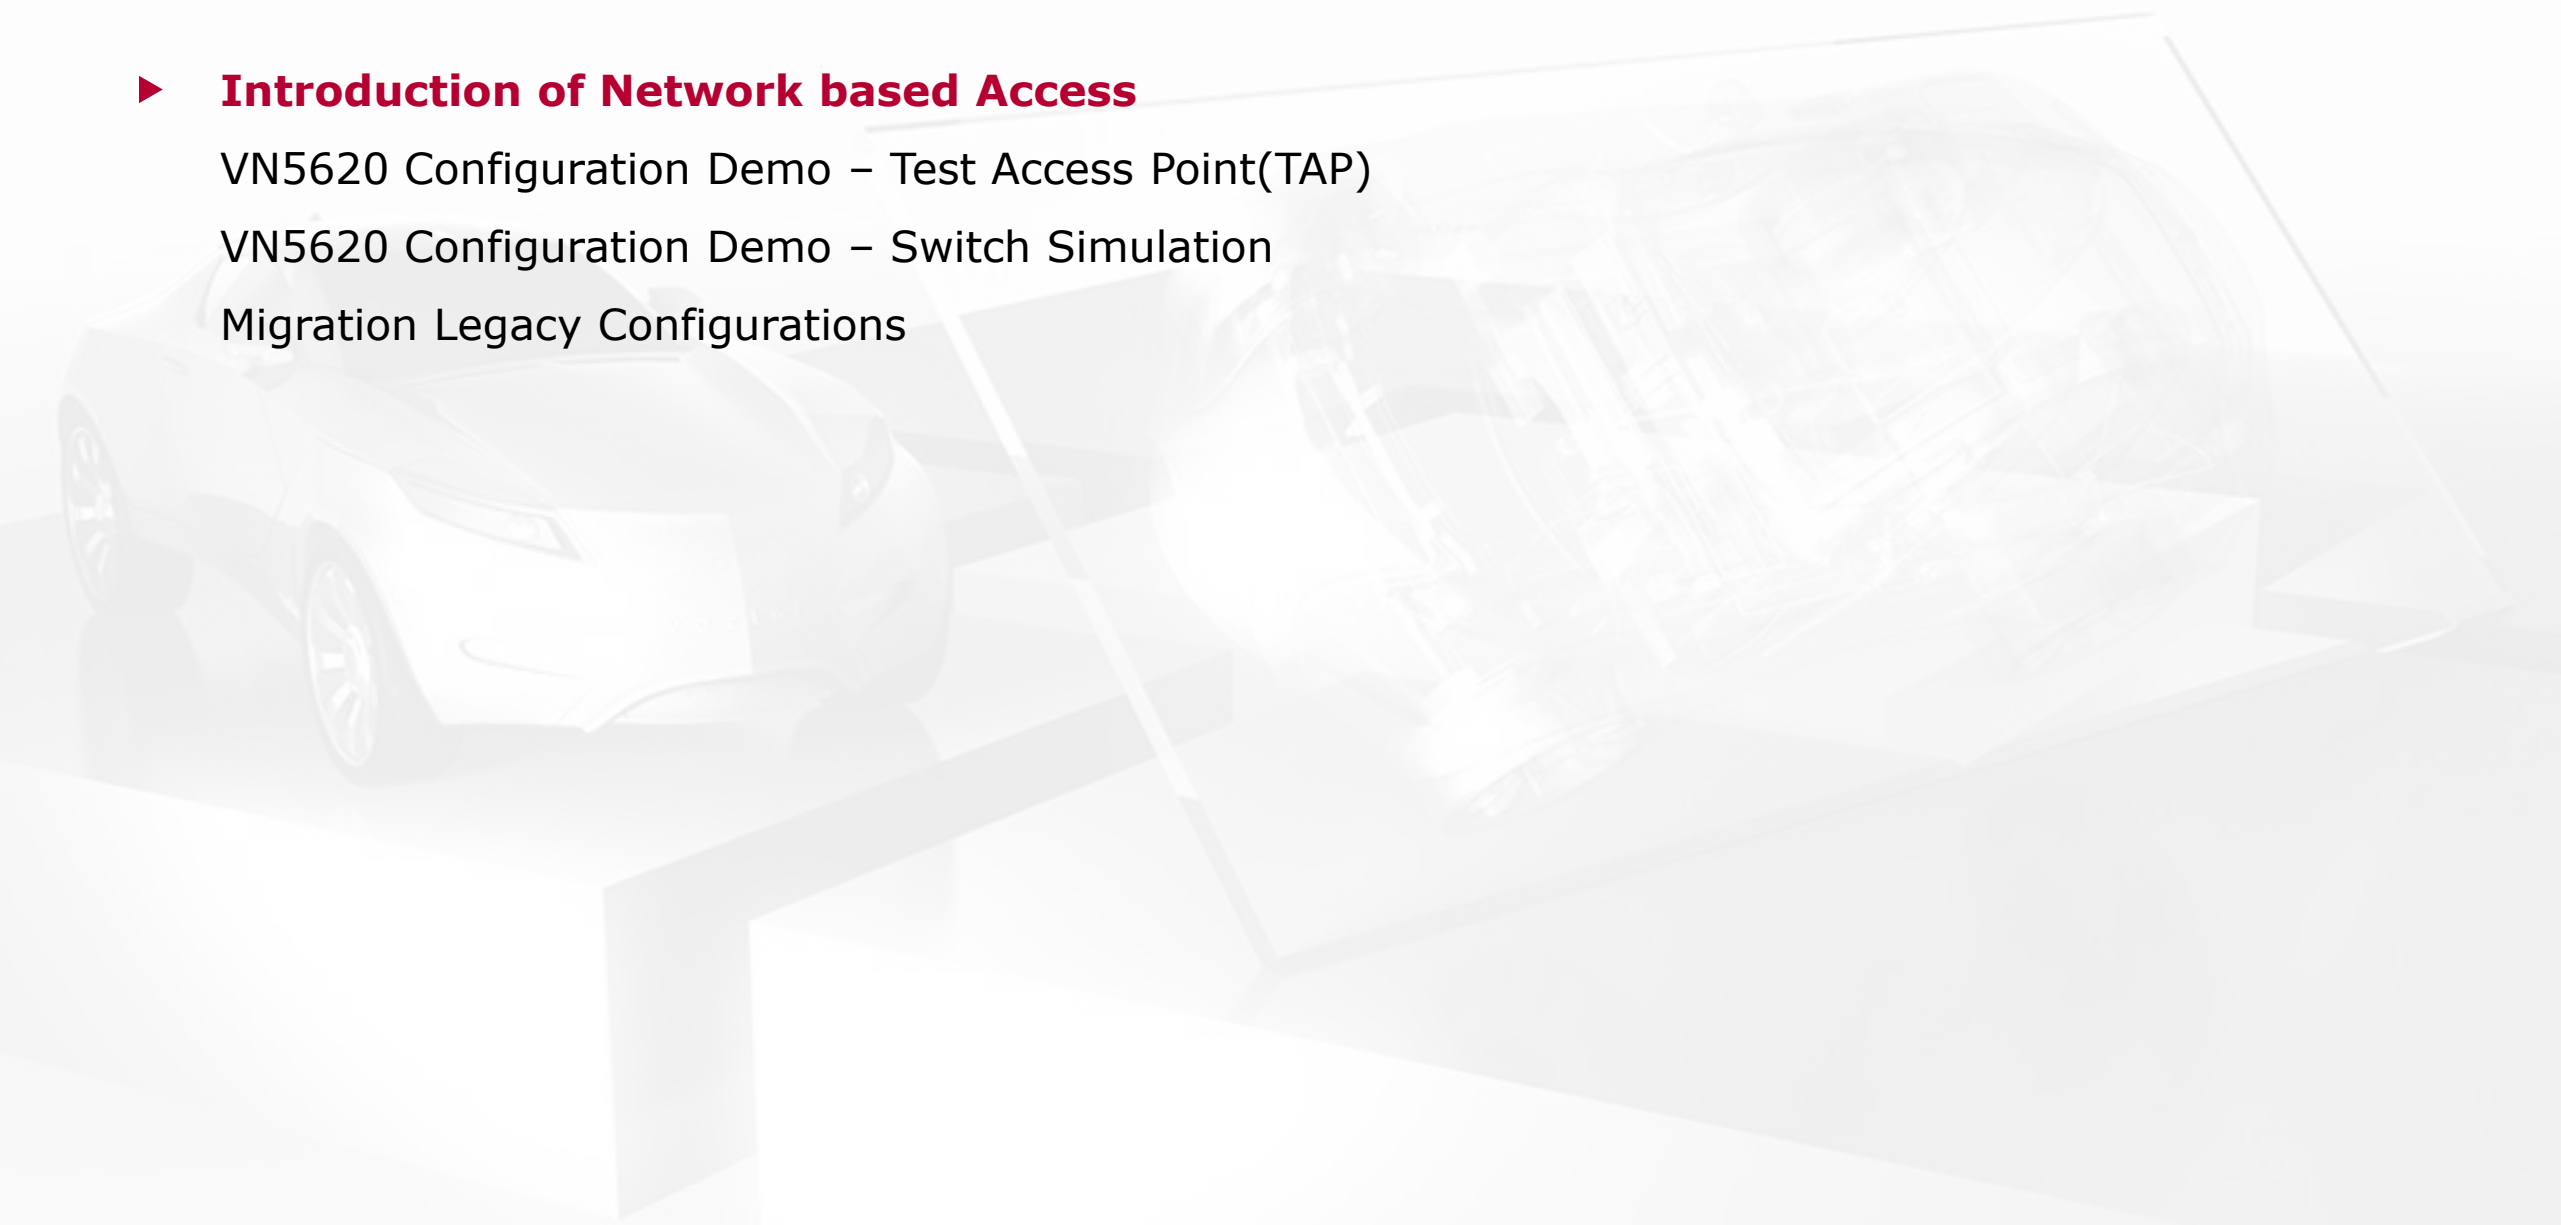 Introduction of Network based Access
VN5620 Configuration Demo – Test Access Point(TAP)
VN5620 Configuration Demo – Switch Simulation
Migration Legacy Configurations